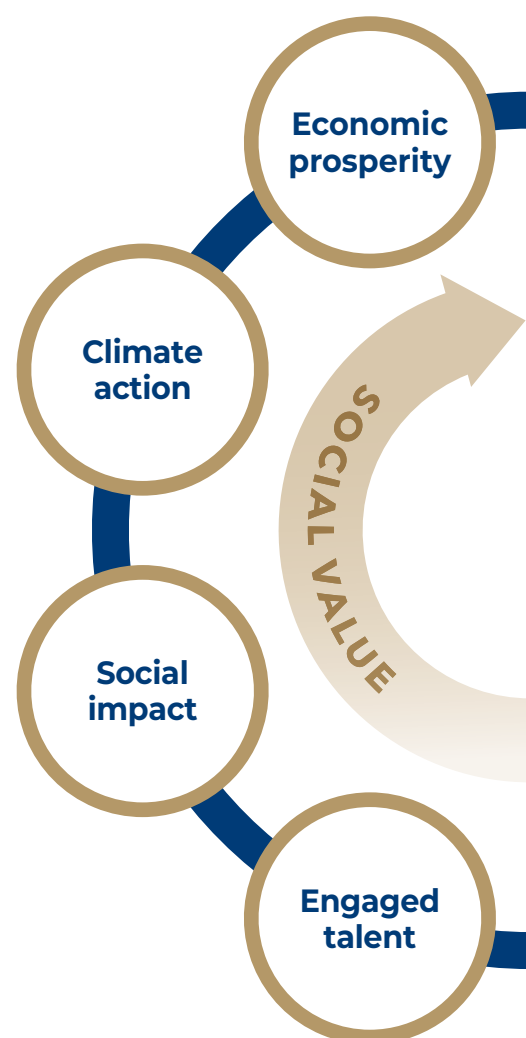 Economic
prosperity
Climate
action
SOCIAL VALUE
Social
impact
Engaged
talent